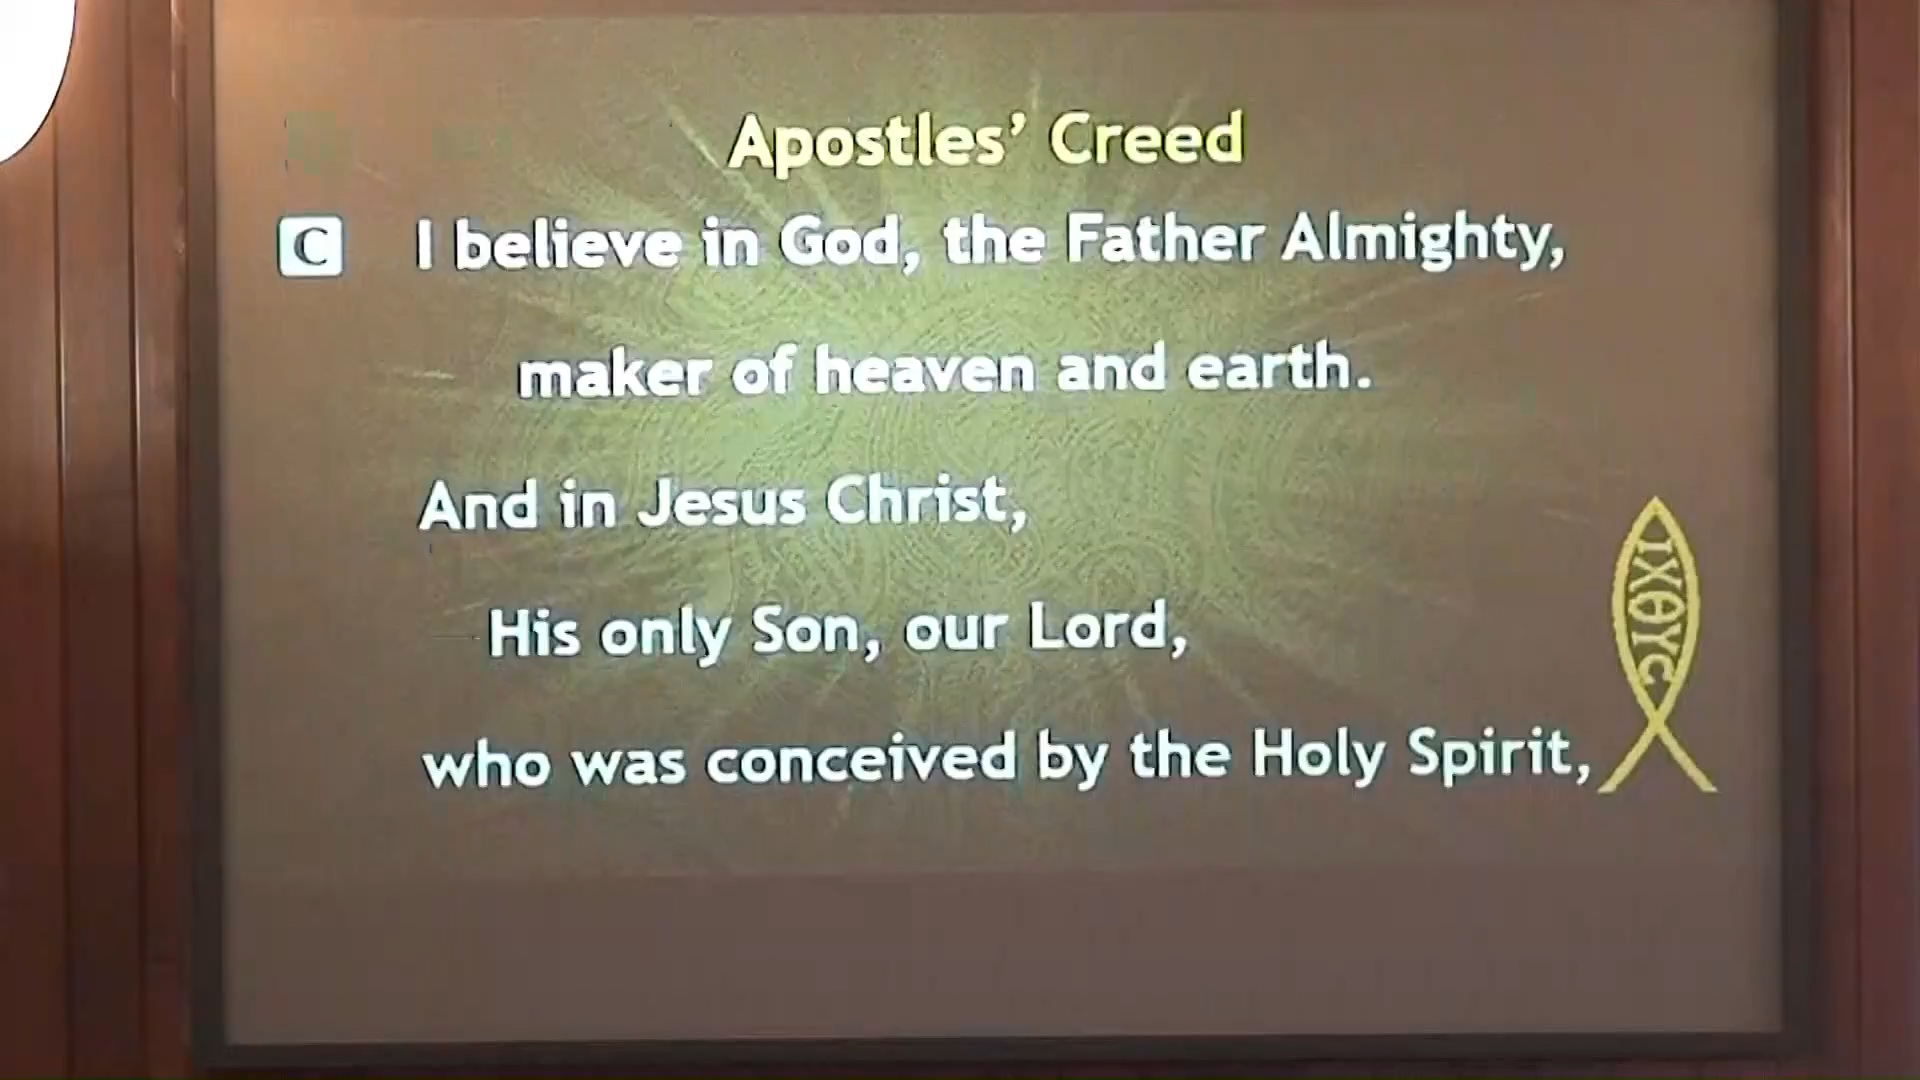 Apostles’ Creed
C I believe in God, the Father Almighty,
maker of heaven and earth.
And in Jesus Christ,
His only Son, our Lord,
who was conceived by the Holy Spirit,
ΙΧθΥC